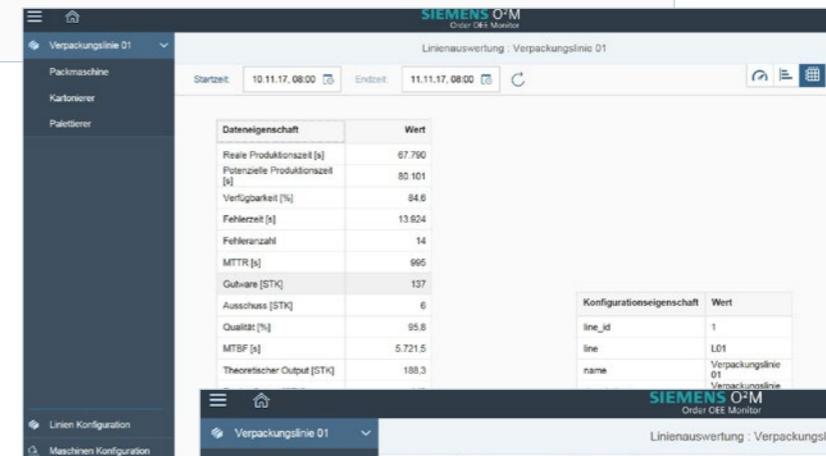 SIEMENS O²M
Order OEE Monitor
Verpackungslinie 01
Linienauswertung : Verpackungslinie 01
Packmaschine
Kartonierer
Palettierer
Startzeit: 10.11.17, 08:00 Endzeit: 11.11.17, 08:00
Dateneigenschaft Wert
Reale Produktionszeit [s] 67.790
Potenzielle Produktionszeit
[s] 80.101
Verfügbarkeit [%] 84,6
Fehlerzeit [s] 13.924
Fehleranzahl 14
MTTR [s] 995
Gutware [STK] 137
Ausschuss [STK] 6
Qualität [%] 95,8
MTBF [s] 5.721,5
Theoretischer Output [STK] 188,3
Konfigurationseigenschaft Wert
line_id 1
line L01
name Verpackungslinie
01
Verpackungslinie
Linien Konfiguration
Maschinen Konfiguration
SIEMENS O²M
Order OEE Monitor
Verpackungslinie 01
Linienauswertung : Verpackungsl